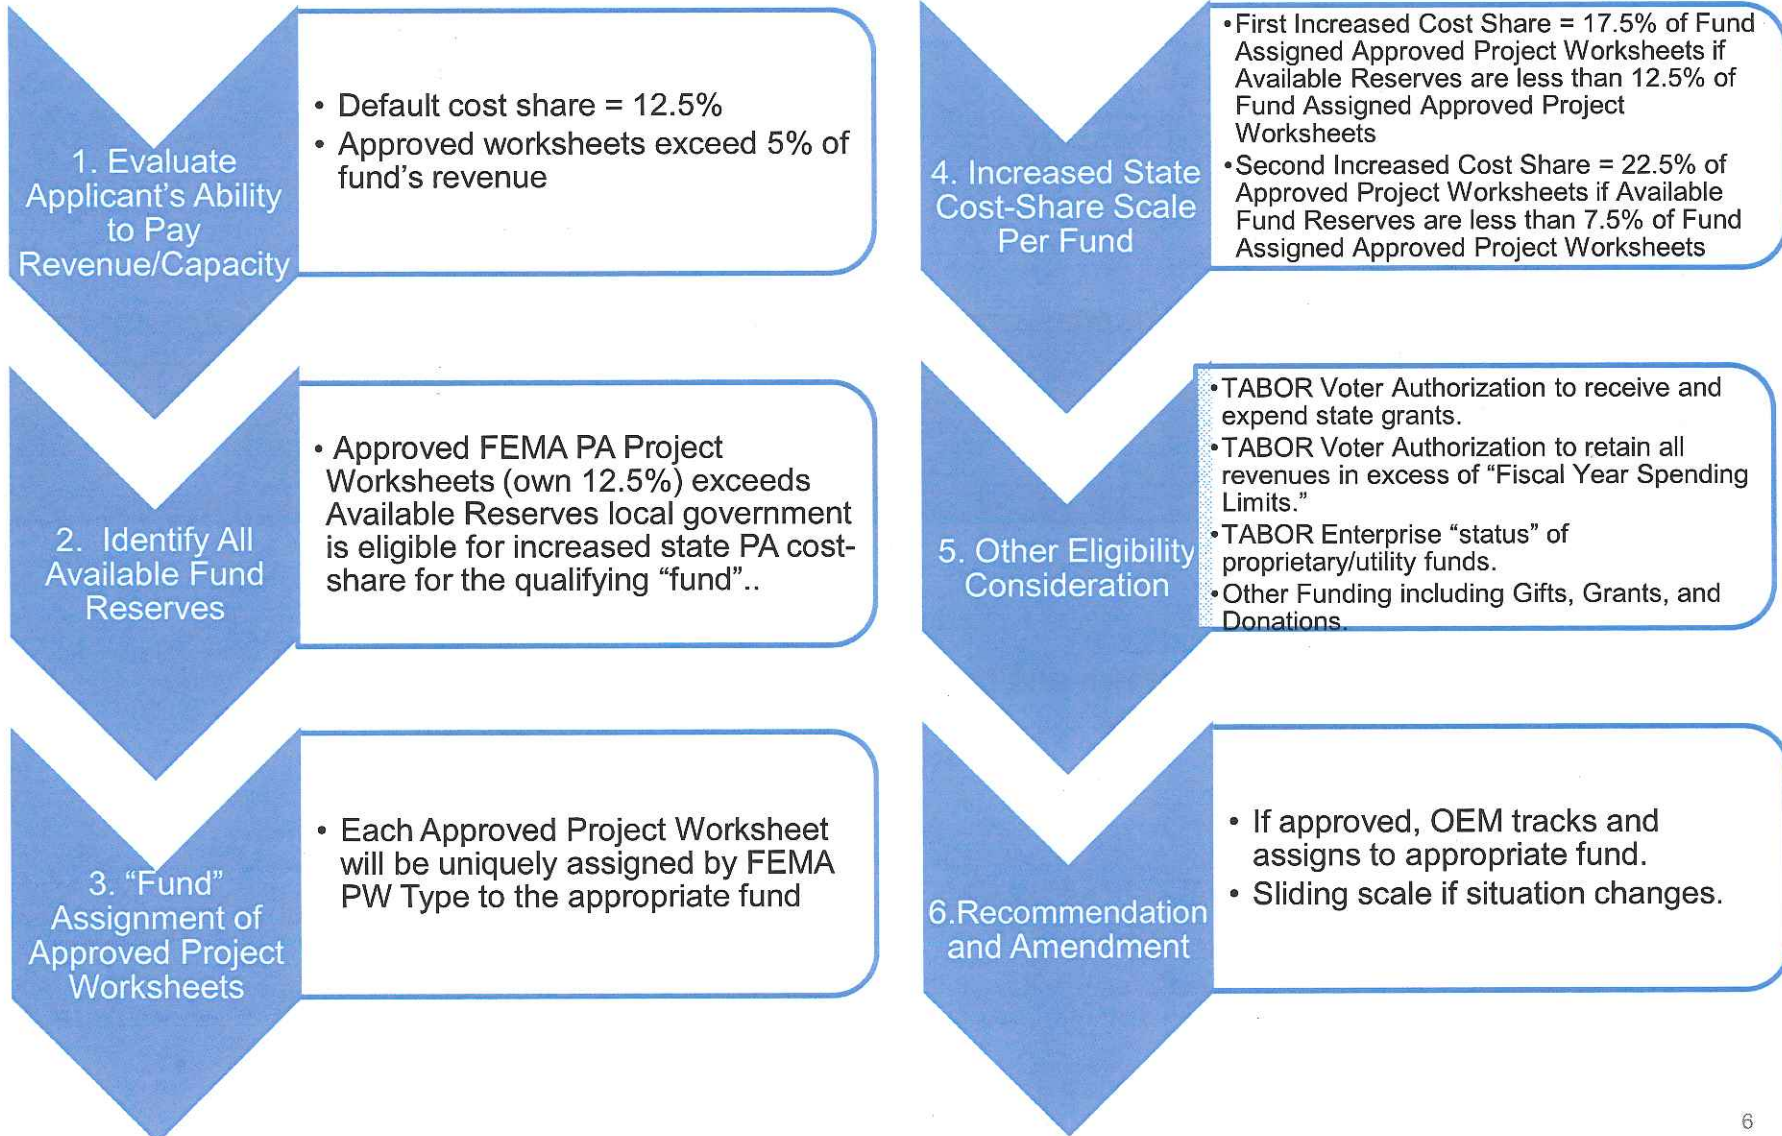 1. Evaluate
Applicant's Ability
to Pay
Revenue/Capacity
• Default cost share = 12.5%
• Approved worksheets exceed 5% of
fund's revenue
2. Identify All
Available Fund
Reserves
• Approved FEMA PA Project
Worksheets (own 12.5%) exceeds
Available Reserves local government
is eligible for increased state PA cost-
share for the qualifying “fund”..
3. “Fund”
Assignment of
Approved Project
Worksheets
• Each Approved Project Worksheet
will be uniquely assigned by FEMA
PW Type to the appropriate fund
4. Increased State
Cost-Share Scale
Per Fund
•First Increased Cost Share = 17.5% of Fund
Assigned Approved Project Worksheets if
Available Reserves are less than 12.5% of
Fund Assigned Approved Project
Worksheets
•Second Increased Cost Share = 22.5% of
Approved Project Worksheets if Available
Fund Reserves are less than 7.5% of Fund
Assigned Approved Project Worksheets
5. Other Eligibility
Consideration
•TABOR Voter Authorization to receive and
expend state grants.
•TABOR Voter Authorization to retain all
revenues in excess of “Fiscal Year Spending
Limits.”
•TABOR Enterprise “status” of
proprietary/utility funds.
•Other Funding including Gifts, Grants, and
Donations.
6.Recommendation
and Amendment
• If approved, OEM tracks and
assigns to appropriate fund.
• Sliding scale if situation changes.
6